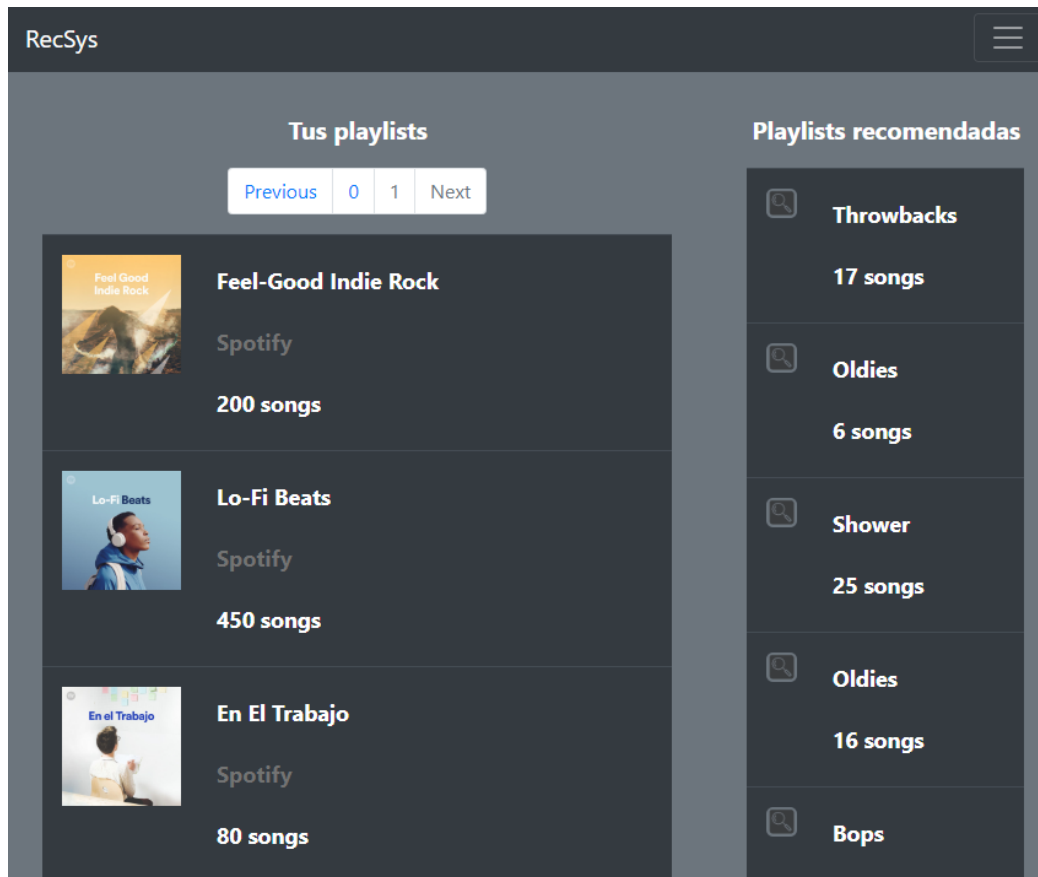 RecSys
Tus playlists
Previous 0 1 Next
Feel Good
Indie Rock
Feel-Good Indie Rock
Spotify
200 songs
Lo-Fi Beats
Lo-Fi Beats
Spotify
450 songs
En el Trabajo
En El Trabajo
Spotify
80 songs
Playlists recomendadas
Throwbacks
17 songs
Oldies
6 songs
Shower
25 songs
Oldies
16 songs
Bops